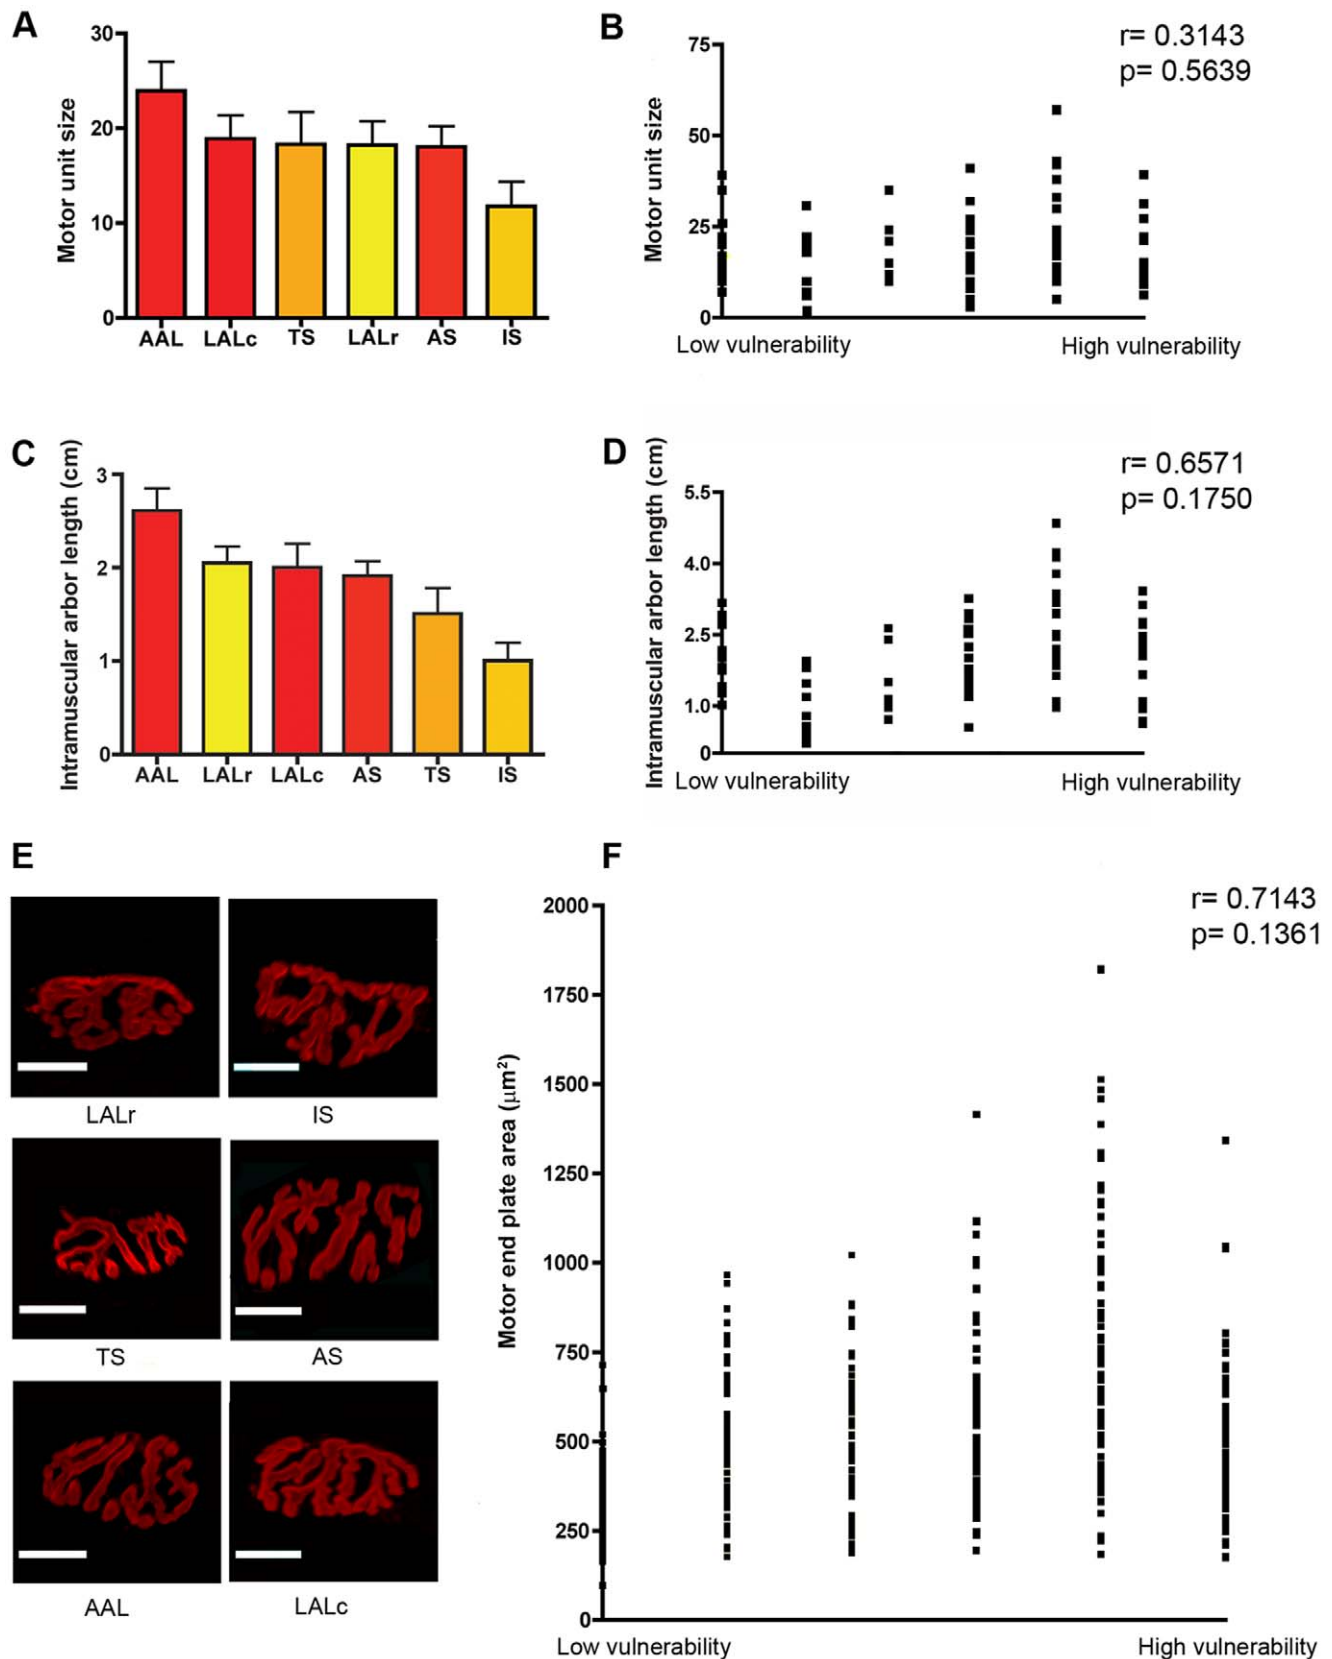 A
Motor unit size
30
20
10
0
AAL LALc TS LALr AS IS
B
r= 0.3143
p= 0.5639
Motor unit size
75
50
25
0
Low vulnerability High vulnerability
C
Intramuscular arbor length (cm)
3
2
1
0
AAL LALr LALc AS TS IS
D
r= 0.6571
p= 0.1750
Intramuscular arbor length (cm)
5.5
4.0
2.5
1.0
0
Low vulnerability High vulnerability
E
LALr IS
TS AS
AAL LALc
F
r= 0.7143
p= 0.1361
Motor end plate area (μm²)
2000
1750
1500
1250
1000
750
500
250
0
Low vulnerability High vulnerability